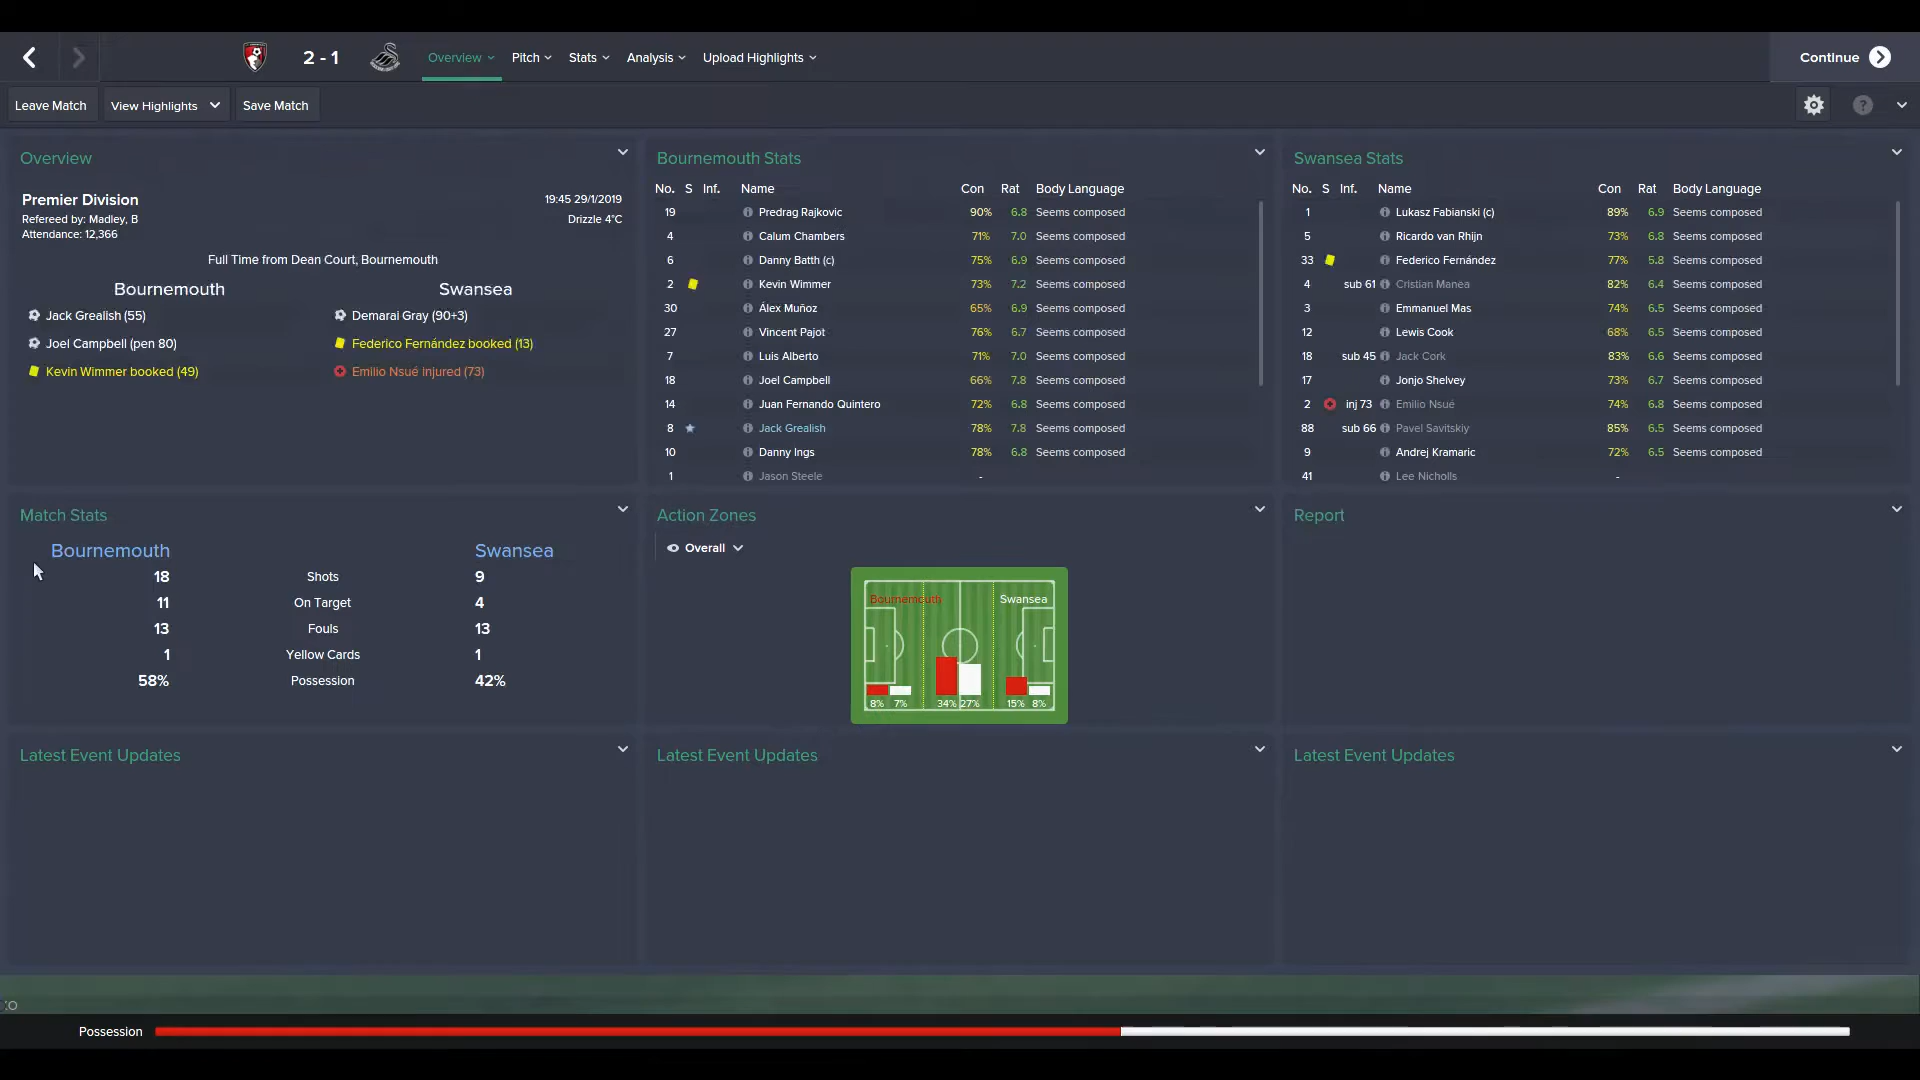 2 - 1
Overview
Pitch
Stats
Analysis
Upload Highlights
Continue
Leave Match
View Highlights
Save Match
?
Overview
Premier Division
19:45 29/1/2019
Refereed by: Madley, B
Drizzle 4°C
Attendance: 12,366
Full Time from Dean Court, Bournemouth
Bournemouth Swansea
Jack Grealish (55) Demarai Gray (90+3)
Joel Campbell (pen 80) Federico Fernández booked (13)
Kevin Wimmer booked (49) Emilio Nsué injured (73)
Bournemouth Stats
No. S Inf. Name Con Rat Body Language
19 Predrag Rajkovic 90% 6.8 Seems composed
4 Calum Chambers 71% 7.0 Seems composed
6 Danny Batth (c) 75% 6.9 Seems composed
2 Kevin Wimmer 73% 7.2 Seems composed
30 Álex Muñoz 65% 6.9 Seems composed
27 Vincent Pajot 76% 6.7 Seems composed
7 Luis Alberto 71% 7.0 Seems composed
18 Joel Campbell 66% 7.8 Seems composed
14 Juan Fernando Quintero 72% 6.8 Seems composed
8 Jack Grealish 78% 7.8 Seems composed
10 Danny Ings 78% 6.8 Seems composed
1 Jason Steele -
Swansea Stats
No. S Inf. Name Con Rat Body Language
1 Lukasz Fabianski (c) 89% 6.9 Seems composed
5 Ricardo van Rhijn 73% 6.8 Seems composed
33 Federico Fernández 77% 5.8 Seems composed
4 sub 61 Cristian Manea 82% 6.4 Seems composed
3 Emmanuel Mas 74% 6.5 Seems composed
12 Lewis Cook 68% 6.5 Seems composed
18 sub 45 Jack Cork 83% 6.6 Seems composed
17 Jonjo Shelvey 73% 6.7 Seems composed
2 inj 73 Emilio Nsué 74% 6.8 Seems composed
88 sub 66 Pavel Savitskiy 85% 6.5 Seems composed
9 Andrej Kramaric 72% 6.5 Seems composed
41 Lee Nicholls -
Match Stats
Bournemouth Swansea
18 Shots 9
11 On Target 4
13 Fouls 13
1 Yellow Cards 1
58% Possession 42%
Action Zones
Overall
Bournemouth Swansea
8% 7% 34% 27% 15% 8%
Report
Latest Event Updates
Latest Event Updates
Latest Event Updates
Possession